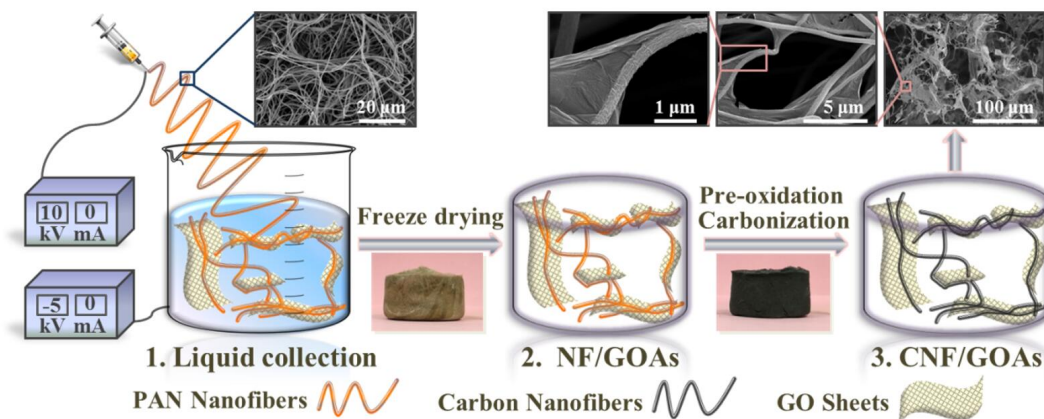 20 μm
1 μm
5 μm
100 μm
10 0
kV mA
-5 0
kV mA
Freeze drying
Pre-oxidation
Carbonization
1. Liquid collection
2. NF/GOAs
3. CNF/GOAs
PAN Nanofibers
Carbon Nanofibers
GO Sheets